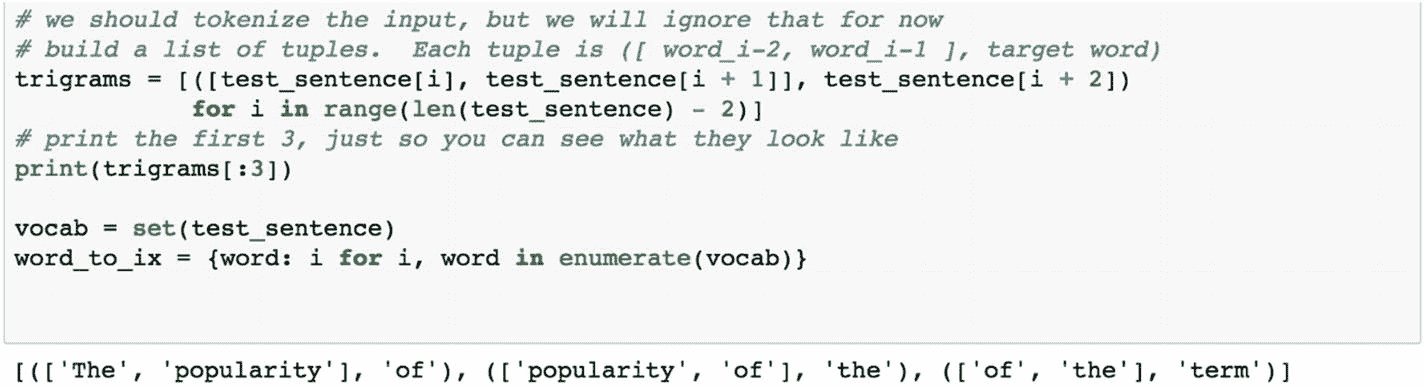 # we should tokenize the input, but we will ignore that for now
# build a list of tuples.  Each tuple is ([ word_i-2, word_i-1 ], target word)
trigrams = [([test_sentence[i], test_sentence[i + 1]], test_sentence[i + 2])
            for i in range(len(test_sentence) - 2)]
# print the first 3, just so you can see what they look like
print(trigrams[:3])

vocab = set(test_sentence)
word_to_ix = {word: i for i, word in enumerate(vocab)}

[(['The', 'popularity'], 'of'), (['popularity', 'of'], 'the'), (['of', 'the'], 'term')]